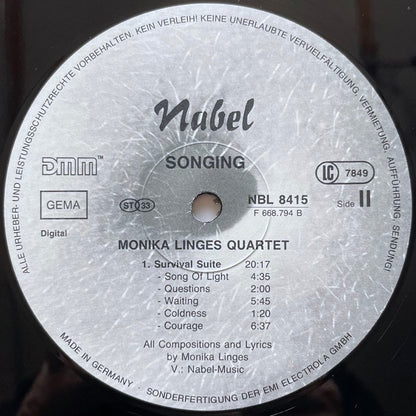 ALLE URHEBER- UND LEISTUNGSSCHUTZRECHTE VORBEHALTEN. KEIN VERLEIH! KEINE UNERLAUBTE VERVIELFÄLTIGUNG, VERMIETUNG, AUFFÜHRUNG, SENDUNG!
Nabel
SONGING
DMM™
LC 7849
NBL 8415
F 668.794 B
GEMA
ST 33
Side II
Digital
MONIKA LINGES QUARTET
1. Survival Suite 20:17
- Song Of Light 4:35
- Questions 2:00
- Waiting 5:45
- Coldness 1:20
- Courage 6:37
All Compositions and Lyrics
by Monika Linges
V.: Nabel-Music
MADE IN GERMANY - SONDERFERTIGUNG DER EMI ELECTROLA GMBH